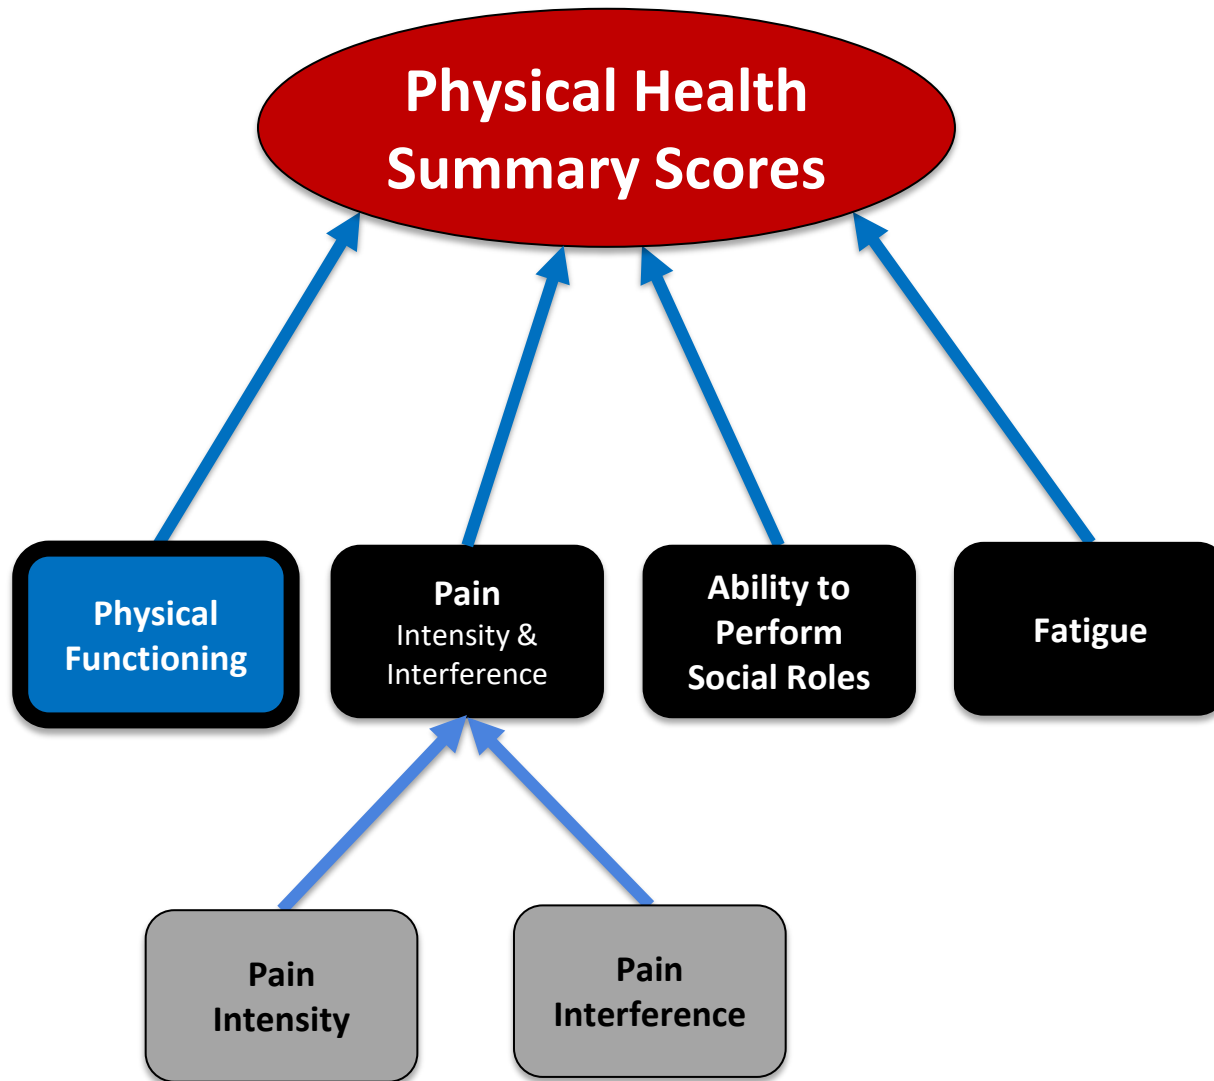 Physical Health
Summary Scores
Physical
Functioning
Pain
Intensity &
Interference
Ability to
Perform
Social Roles
Fatigue
Pain
Intensity
Pain
Interference